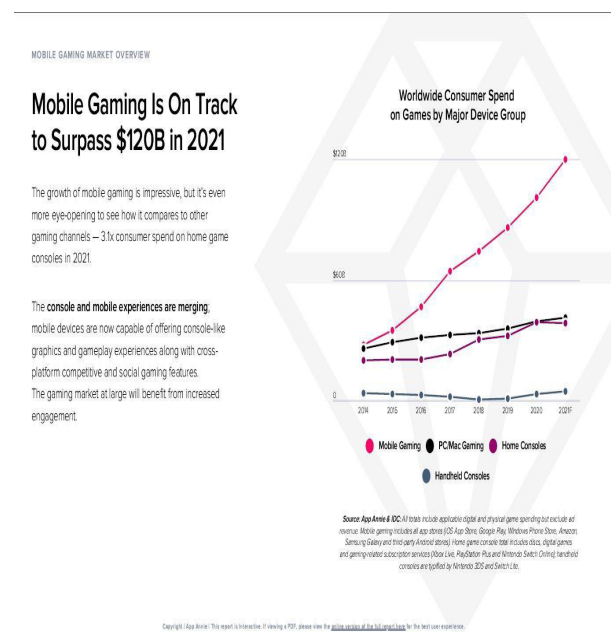 MOBILE GAMING MARKET OVERVIEW
Mobile Gaming Is On Track
to Surpass $120B in 2021
The growth of mobile gaming is impressive, but it's even
more eye-opening to see how it compares to other
gaming channels — 3.1x consumer spend on home game
consoles in 2021.
The console and mobile experiences are merging;
mobile devices are now capable of offering console-like
graphics and gameplay experiences along with cross-
platform competitive and social gaming features.
The gaming market at large will benefit from increased
engagement.
Worldwide Consumer Spend
on Games by Major Device Group
$120B
$60B
0
2014 2015 2016 2017 2018 2019 2020 2021F
Mobile Gaming PC/Mac Gaming Home Consoles
Handheld Consoles
Source: App Annie & IDC; All totals include applicable digital and physical game spending but exclude ad
revenue. Mobile gaming includes all app stores (iOS App Store, Google Play, Windows Phone Store, Amazon,
Samsung Galaxy and third-party Android stores). Home game console total includes discs, digital games
and gaming-related subscription services (Xbox Live, PlayStation Plus and Nintendo Switch Online); handheld
consoles are typified by Nintendo 3DS and Switch Lite.
Copyright | App Annie | This report is interactive. If viewing a PDF, please view the online version of the full report here for the best user experience.